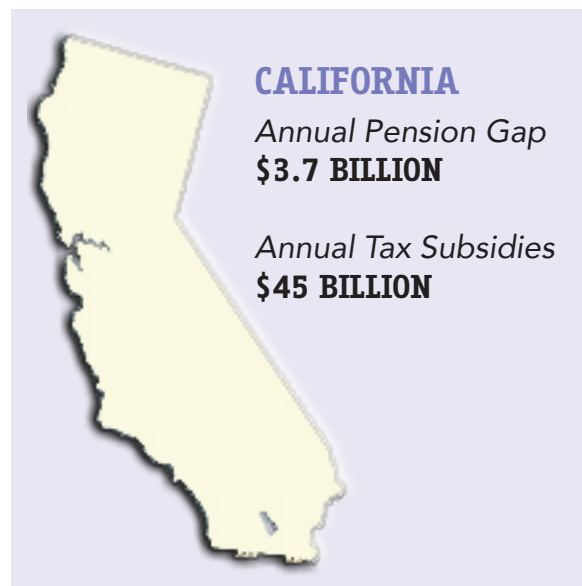 CALIFORNIA
Annual Pension Gap
$3.7 BILLION
Annual Tax Subsidies
$45 BILLION